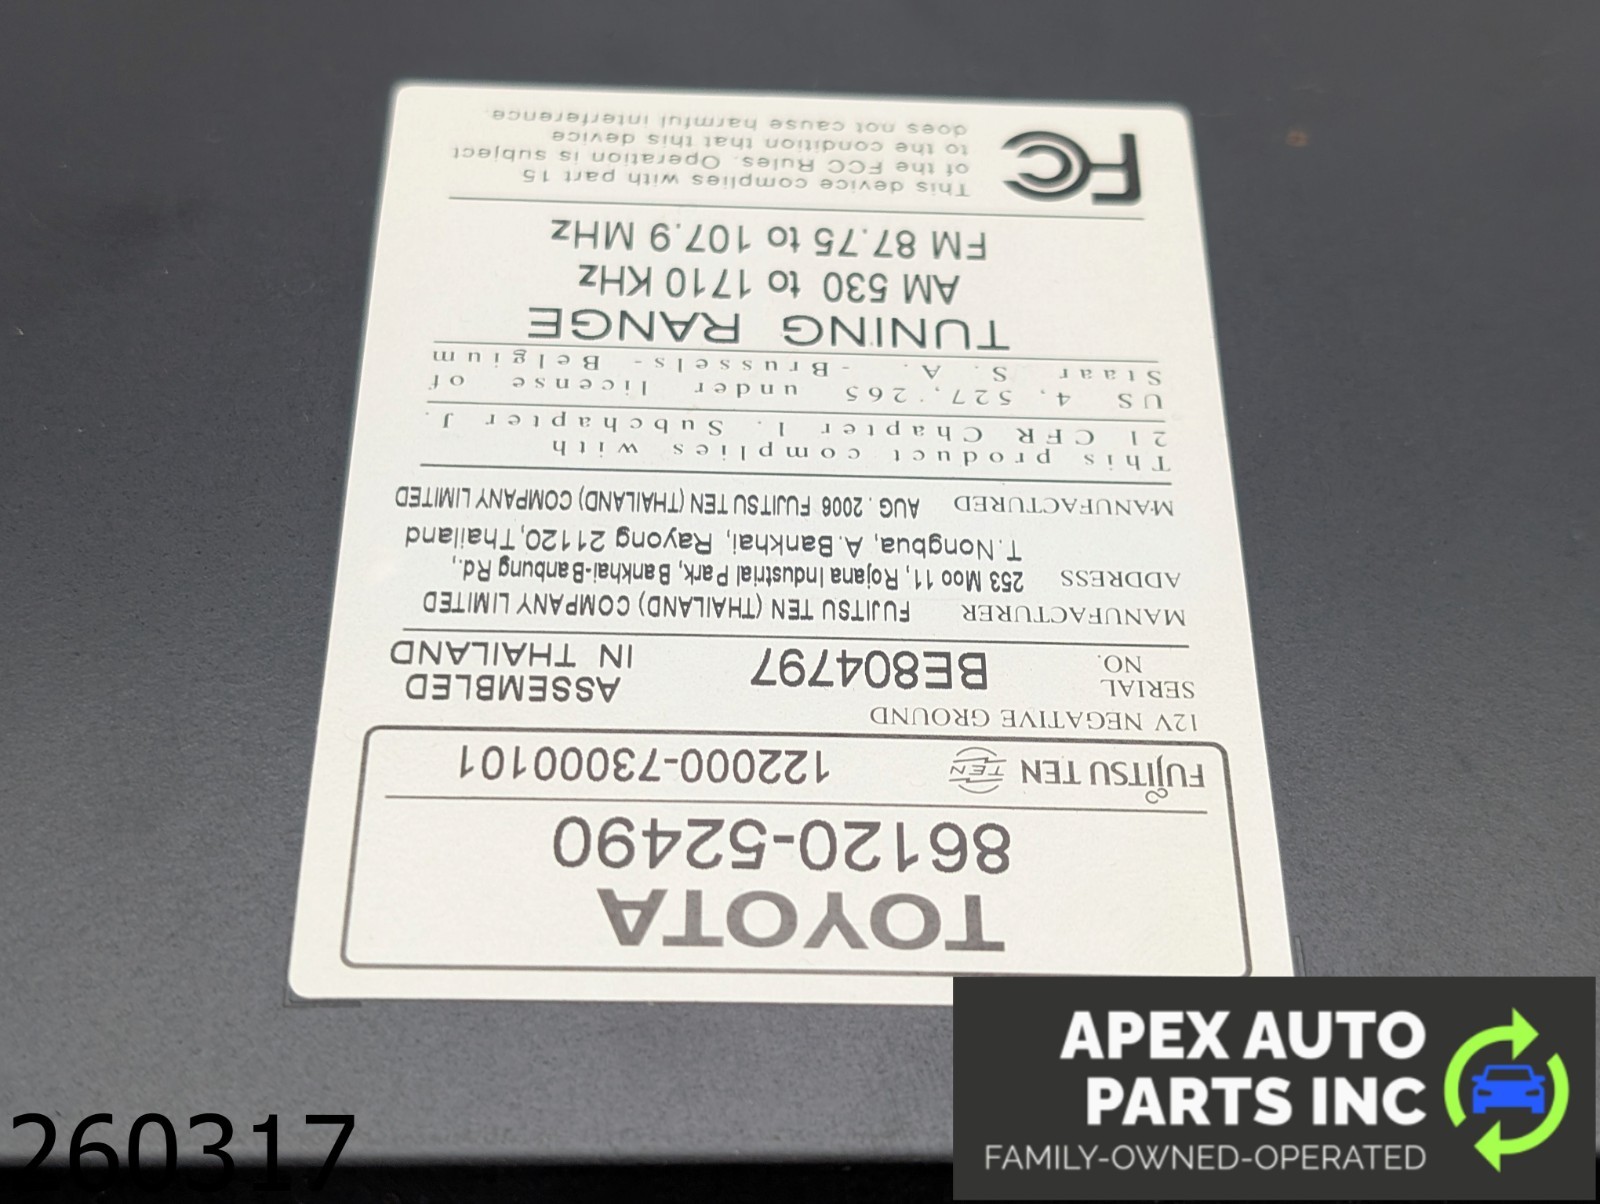 TOYOTA
86120-52490
FUJITSU TEN TEN 122000-73000101
12V NEGATIVE GROUND
SERIAL NO. BE804797 ASSEMBLED IN THAILAND
MANUFACTURER FUJITSU TEN (THAILAND) COMPANY LIMITED
ADDRESS 253 Moo 11, Rojana Industrial Park, Bankhai-Banbung Rd.,
T.Nongbua, A.Bankhai, Rayong 21120,Thailand
MANUFACTURED AUG. 2006 FUJITSU TEN (THAILAND) COMPANY LIMITED
This product complies with
21 CFR Chapter I. Subchapter J.
US 4,527,265 under license of
Staar S.A. -Brussels- Belgium
TUNING RANGE
AM 530 to 1710 KHz
FM 87.75 to 107.9 MHz
FC
This device complies with part 15
of the FCC Rules. Operation is subject
to the condition that this device
does not cause harmful interference.
260317
APEX AUTO
PARTS INC
FAMILY-OWNED-OPERATED